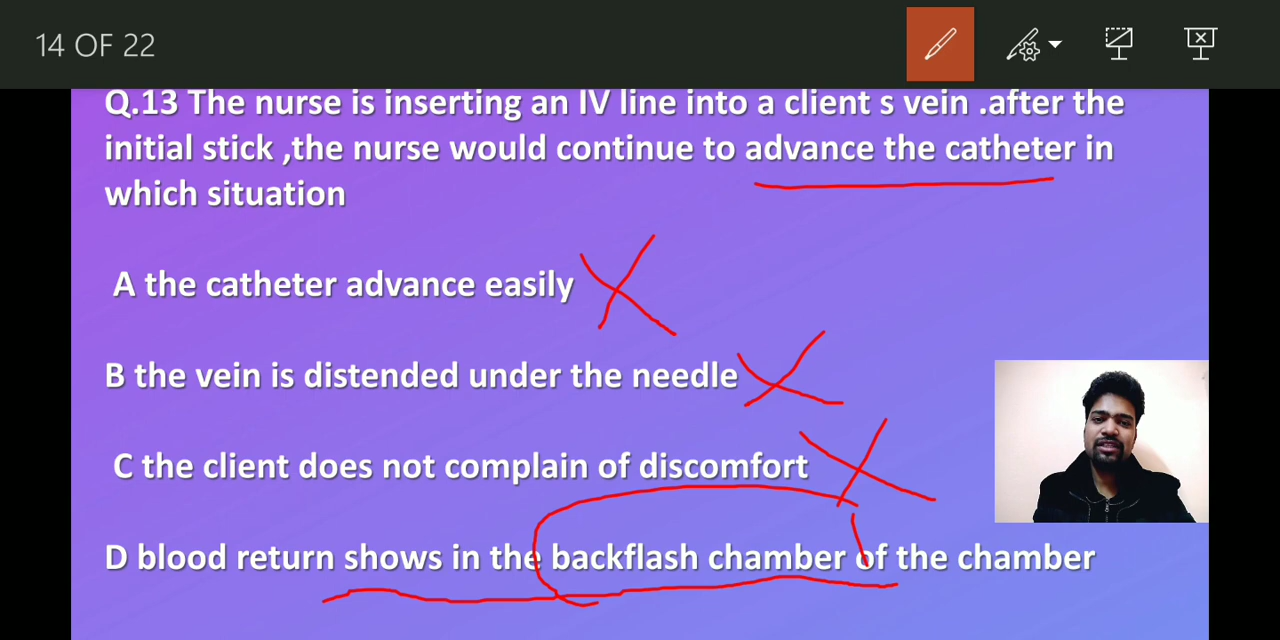 14 OF 22
Q.13 The nurse is inserting an IV line into a client s vein .after the
initial stick ,the nurse would continue to advance the catheter in
which situation
A the catheter advance easily
B the vein is distended under the needle
C the client does not complain of discomfort
D blood return shows in the backflash chamber of the chamber